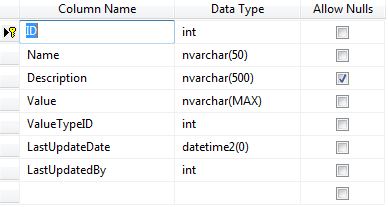 Column Name Data Type Allow Nulls
ID int
Name nvarchar(50)
Description nvarchar(500)
Value nvarchar(MAX)
ValueTypeID int
LastUpdateDate datetime2(0)
LastUpdatedBy int